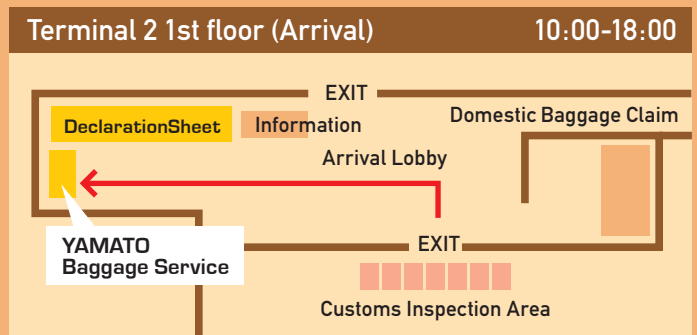 Terminal 2 1st floor (Arrival) 10:00-18:00
EXIT
Domestic Baggage Claim
DeclarationSheet Information
Arrival Lobby
YAMATO
Baggage Service
EXIT
Customs Inspection Area